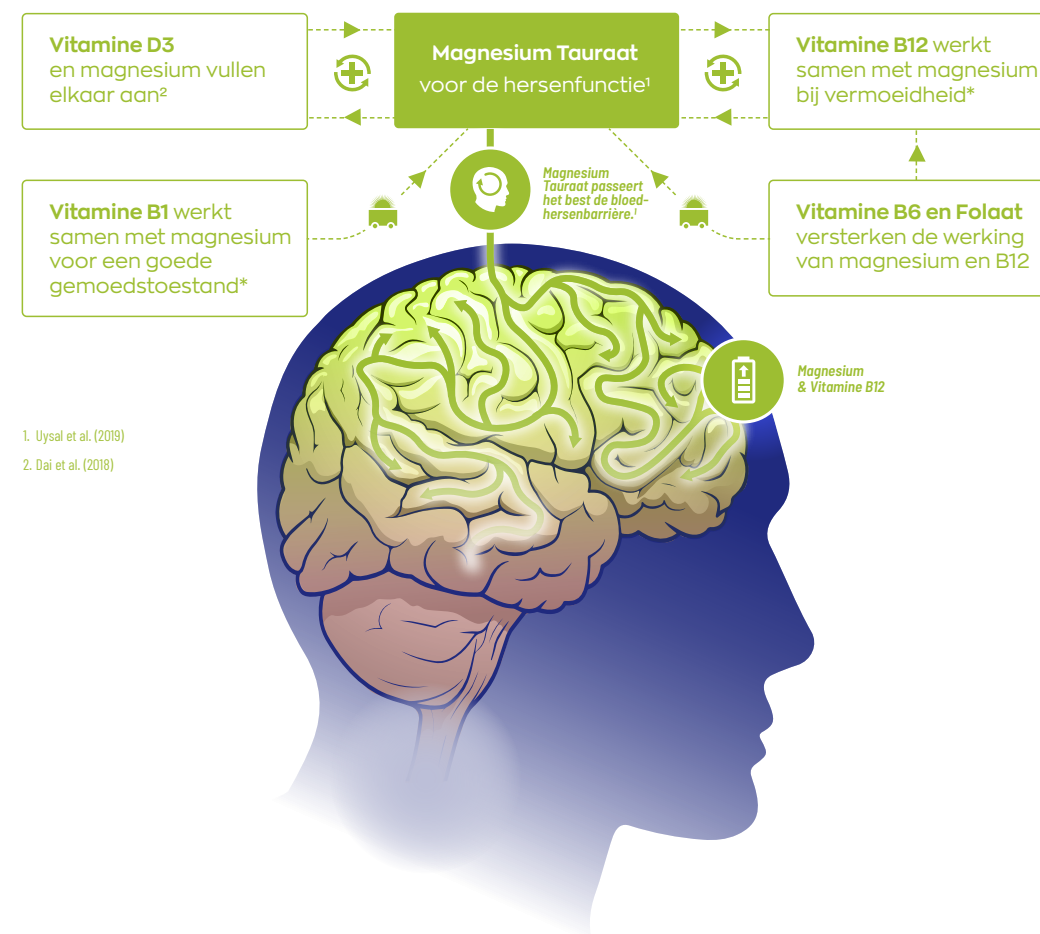 Vitamine D3
en magnesium vullen
elkaar aan²
Magnesium Tauraat
voor de hersenfunctie¹
Vitamine B12 werkt
samen met magnesium
bij vermoeidheid*
Vitamine B1 werkt
samen met magnesium
voor een goede
gemoedstoestand*
Magnesium
Tauraat passeert
het best de bloed-
hersenbarrière.¹
Vitamine B6 en Folaat
versterken de werking
van magnesium en B12
Magnesium
& Vitamine B12
1. Uysal et al. (2019)
2. Dai et al. (2018)